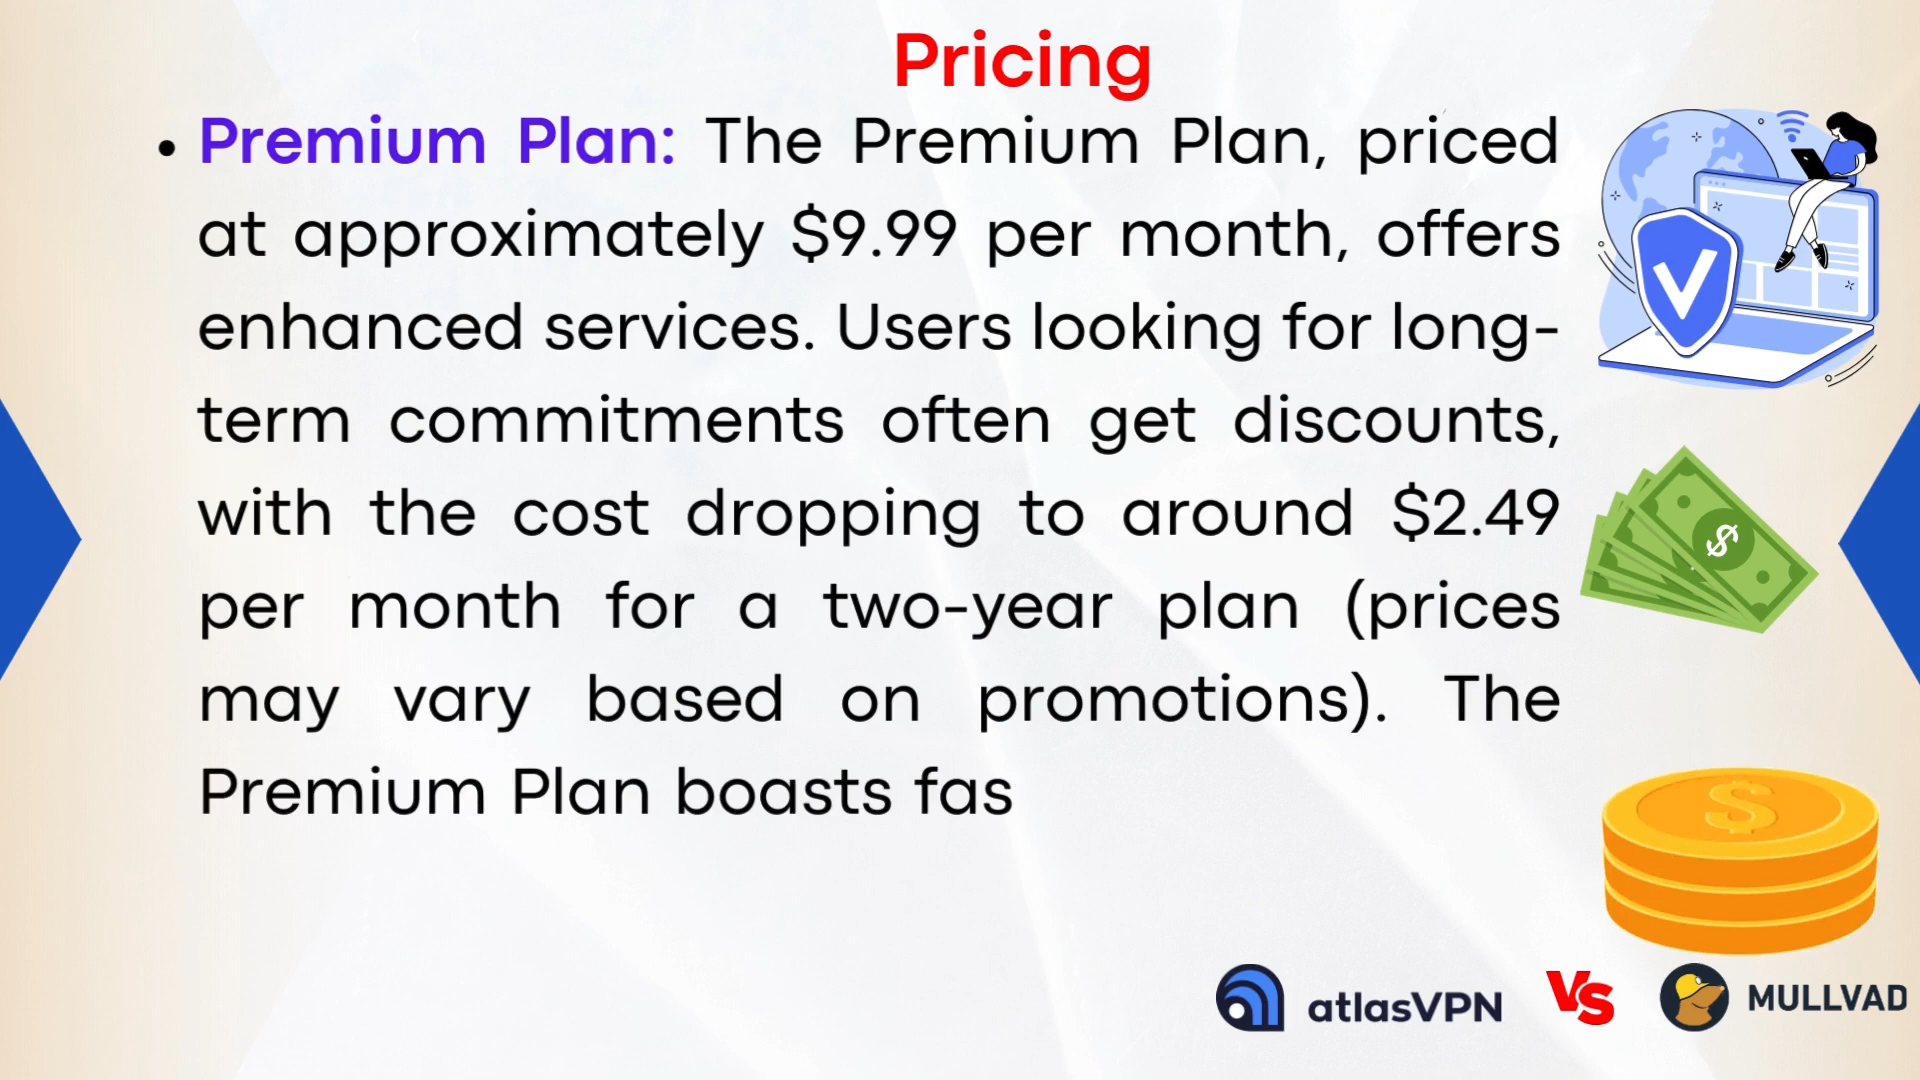 Pricing
• Premium Plan: The Premium Plan, priced
at approximately $9.99 per month, offers
enhanced services. Users looking for long-
term commitments often get discounts,
with the cost dropping to around $2.49
per month for a two-year plan (prices
may vary based on promotions). The
Premium Plan boasts fas
$
$
atlasVPN VS MULLVAD